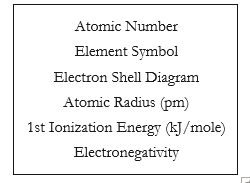 Atomic Number
Element Symbol
Electron Shell Diagram
Atomic Radius (pm)
1st Ionization Energy (kJ/mole)
Electronegativity